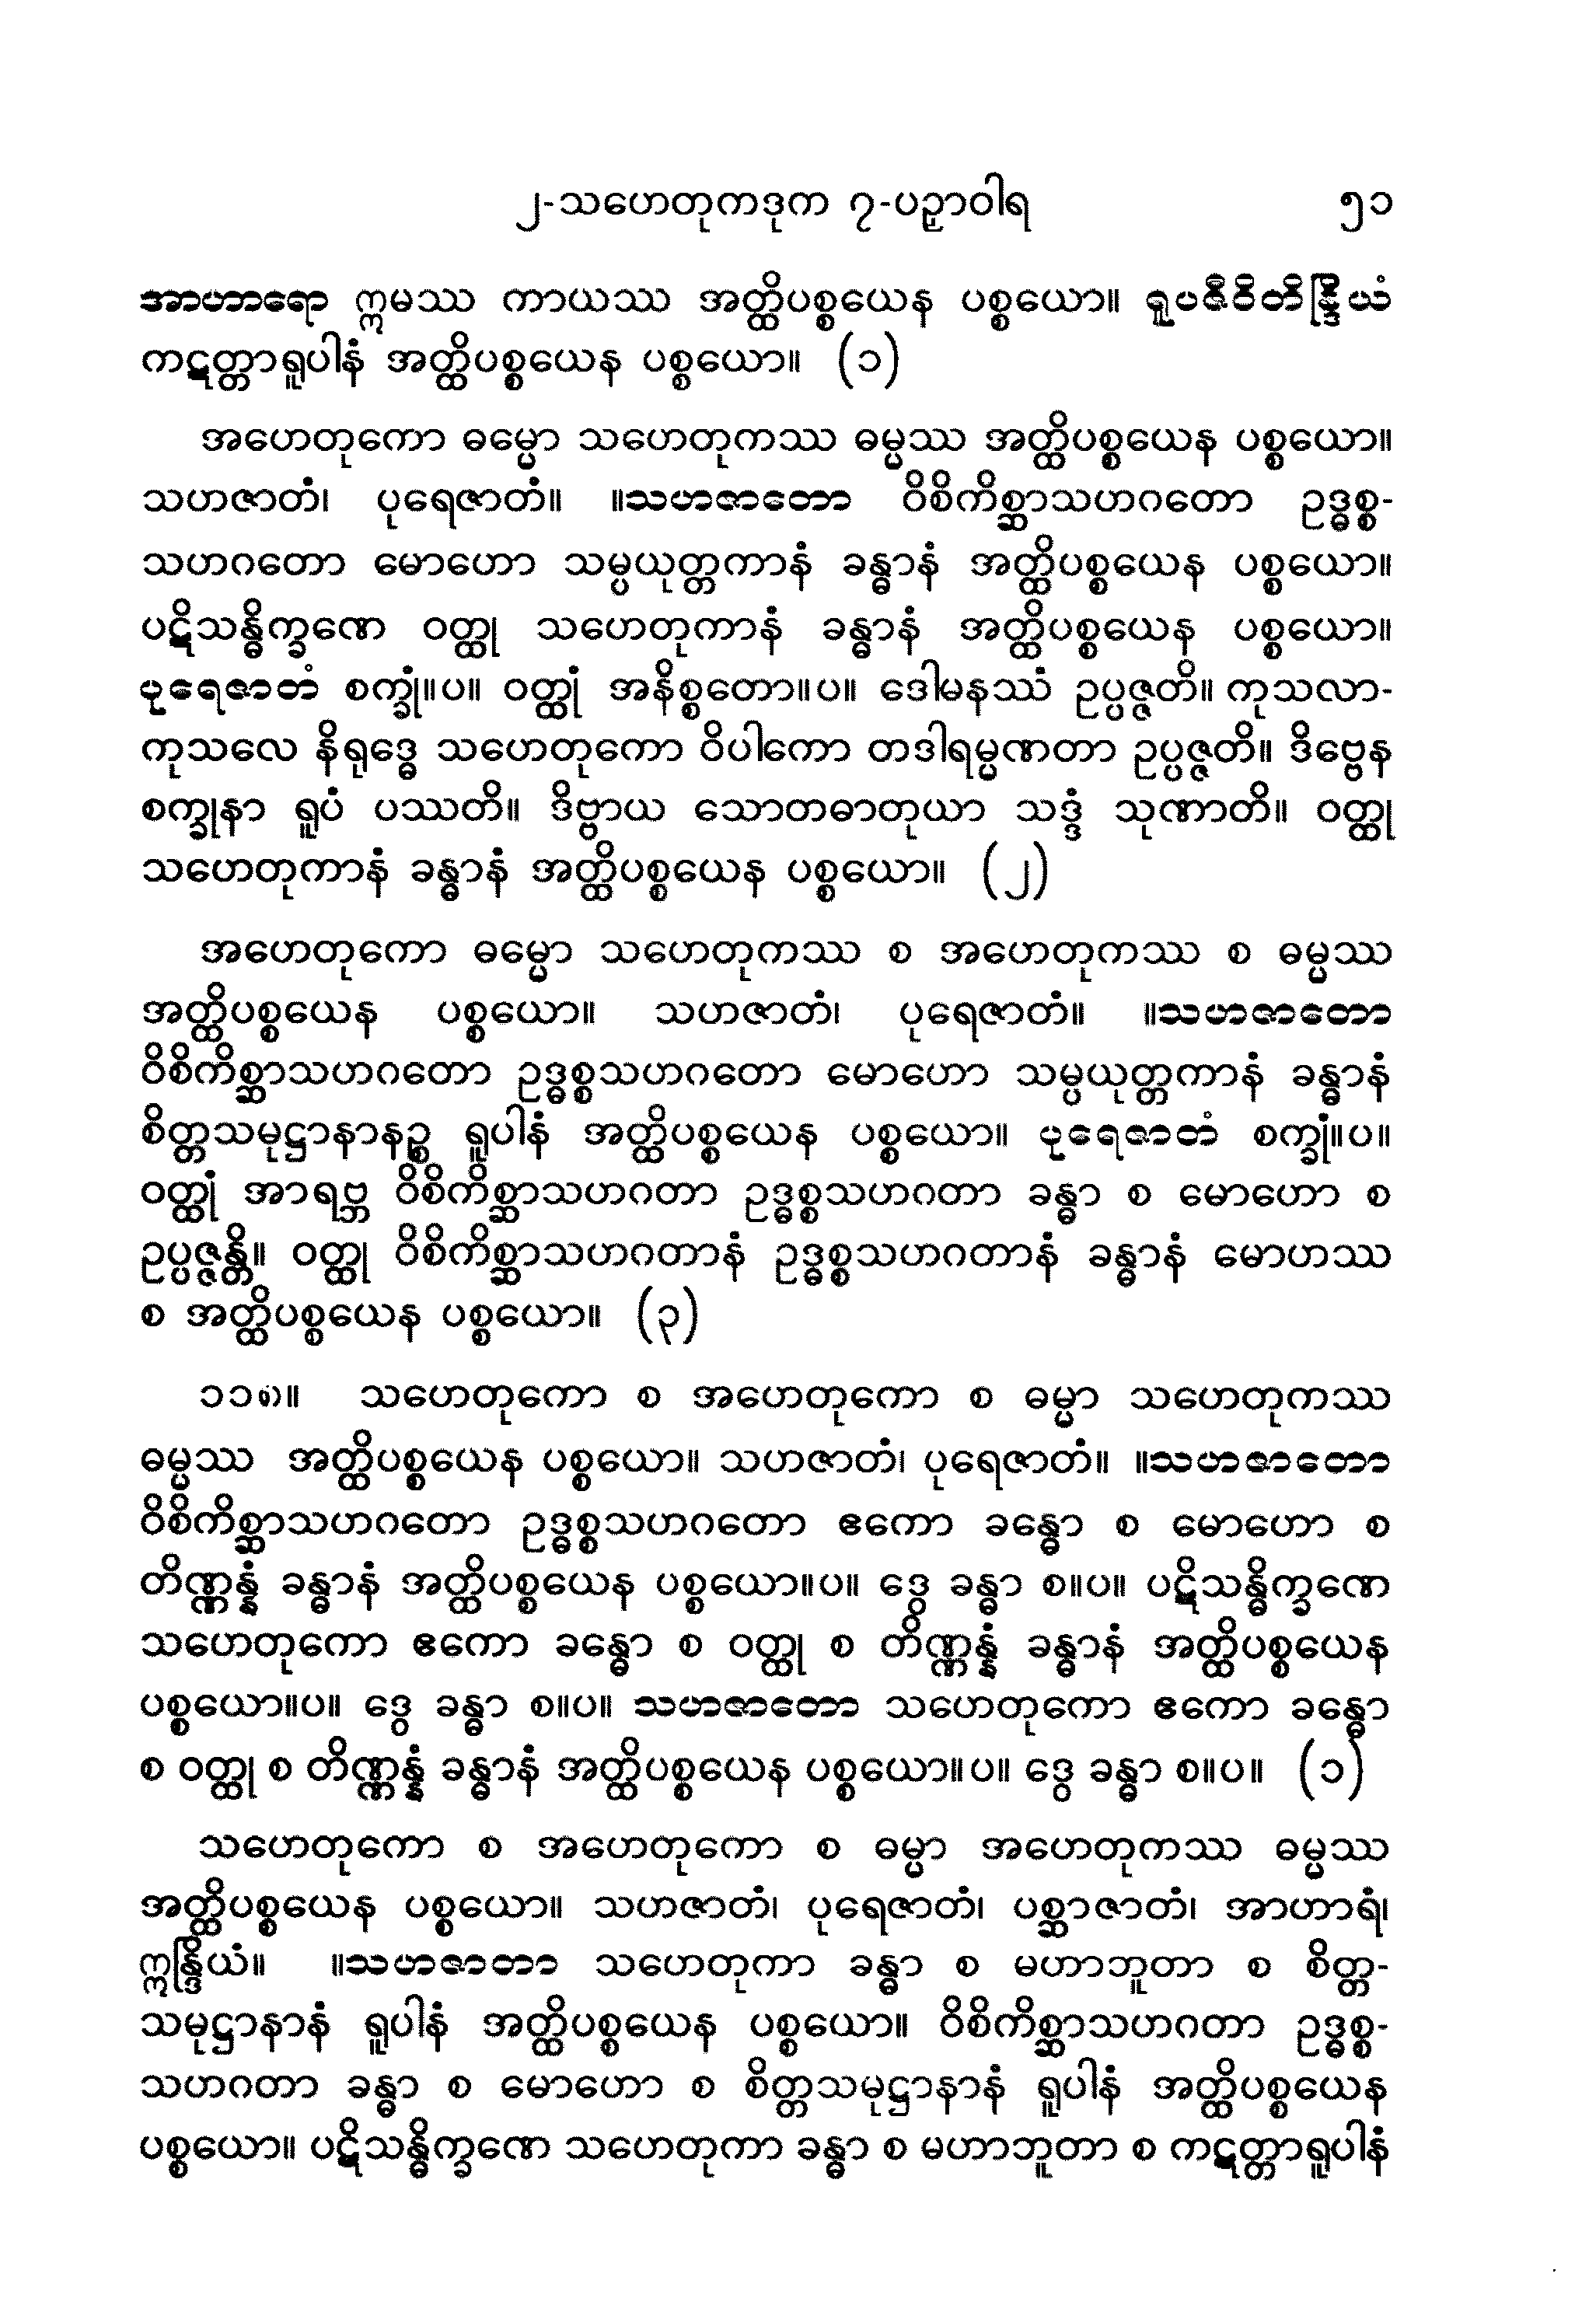 ၂-သဟေတုကဒုက ၇-ပဉှာဝါရ ၅၁
အာဟာရော ဣမဿ ကာယဿ အတ္ထိပစ္စယေန ပစ္စယော။ ရူပဇီဝိတိန္ဒြိယံ
ကဋတ္တာရူပါနံ အတ္ထိပစ္စယေန ပစ္စယော။ (၁)
အဟေတုကော ဓမ္မော သဟေတုကဿ ဓမ္မဿ အတ္ထိပစ္စယေန ပစ္စယော။
သဟဇာတံ၊ ပုရေဇာတံ။ ။သဟဇာတော ဝိစိကိစ္ဆာသဟဂတော ဥဒ္ဓစ္စ-
သဟဂတော မောဟော သမ္ပယုတ္တကာနံ ခန္ဓာနံ အတ္ထိပစ္စယေန ပစ္စယော။
ပဋိသန္ဓိက္ခဏေ ဝတ္ထု သဟေတုကာနံ ခန္ဓာနံ အတ္ထိပစ္စယေန ပစ္စယော။
ပုရေဇာတံ စက္ခုံ။ပ။ ဝတ္ထုံ အနိစ္စတော။ပ။ ဒေါမနဿံ ဥပ္ပဇ္ဇတိ။ ကုသလာ-
ကုသလေ နိရုဒ္ဓေ သဟေတုကော ဝိပါကော တဒါရမ္မဏတာ ဥပ္ပဇ္ဇတိ။ ဒိဗ္ဗေန
စက္ခုနာ ရူပံ ပဿတိ။ ဒိဗ္ဗာယ သောတဓာတုယာ သဒ္ဒံ သုဏာတိ။ ဝတ္ထု
သဟေတုကာနံ ခန္ဓာနံ အတ္ထိပစ္စယေန ပစ္စယော။ (၂)
အဟေတုကော ဓမ္မော သဟေတုကဿ စ အဟေတုကဿ စ ဓမ္မဿ
အတ္ထိပစ္စယေန ပစ္စယော။ သဟဇာတံ၊ ပုရေဇာတံ။ ။သဟဇာတော
ဝိစိကိစ္ဆာသဟဂတော ဥဒ္ဓစ္စသဟဂတော မောဟော သမ္ပယုတ္တကာနံ ခန္ဓာနံ
စိတ္တသမုဋ္ဌာနာနဉ္စ ရူပါနံ အတ္ထိပစ္စယေန ပစ္စယော။ ပုရေဇာတံ စက္ခုံ။ပ။
ဝတ္ထုံ အာရဗ္ဘ ဝိစိကိစ္ဆာသဟဂတာ ဥဒ္ဓစ္စသဟဂတာ ခန္ဓာ စ မောဟော စ
ဥပ္ပဇ္ဇန္တိ။ ဝတ္ထု ဝိစိကိစ္ဆာသဟဂတာနံ ဥဒ္ဓစ္စသဟဂတာနံ ခန္ဓာနံ မောဟဿ
စ အတ္ထိပစ္စယေန ပစ္စယော။ (၃)
၁၁၈။ သဟေတုကော စ အဟေတုကော စ ဓမ္မာ သဟေတုကဿ
ဓမ္မဿ အတ္ထိပစ္စယေန ပစ္စယော။ သဟဇာတံ၊ ပုရေဇာတံ။ ။သဟဇာတော
ဝိစိကိစ္ဆာသဟဂတော ဥဒ္ဓစ္စသဟဂတော ဧကော ခန္ဓော စ မောဟော စ
တိဏ္ဏန္နံ ခန္ဓာနံ အတ္ထိပစ္စယေန ပစ္စယော။ပ။ ဒွေ ခန္ဓာ စ။ပ။ ပဋိသန္ဓိက္ခဏေ
သဟေတုကော ဧကော ခန္ဓော စ ဝတ္ထု စ တိဏ္ဏန္နံ ခန္ဓာနံ အတ္ထိပစ္စယေန
ပစ္စယော။ပ။ ဒွေ ခန္ဓာ စ။ပ။ သဟဇာတော သဟေတုကော ဧကော ခန္ဓော
စ ဝတ္ထု စ တိဏ္ဏန္နံ ခန္ဓာနံ အတ္ထိပစ္စယေန ပစ္စယော။ပ။ ဒွေ ခန္ဓာ စ။ပ။ (၁)
သဟေတုကော စ အဟေတုကော စ ဓမ္မာ အဟေတုကဿ ဓမ္မဿ
အတ္ထိပစ္စယေန ပစ္စယော။ သဟဇာတံ၊ ပုရေဇာတံ၊ ပစ္ဆာဇာတံ၊ အာဟာရံ၊
ဣန္ဒြိယံ။ ။သဟဇာတာ သဟေတုကာ ခန္ဓာ စ မဟာဘူတာ စ စိတ္တ-
သမုဋ္ဌာနာနံ ရူပါနံ အတ္ထိပစ္စယေန ပစ္စယော။ ဝိစိကိစ္ဆာသဟဂတာ ဥဒ္ဓစ္စ-
သဟဂတာ ခန္ဓာ စ မောဟော စ စိတ္တသမုဋ္ဌာနာနံ ရူပါနံ အတ္ထိပစ္စယေန
ပစ္စယော။ ပဋိသန္ဓိက္ခဏေ သဟေတုကာ ခန္ဓာ စ မဟာဘူတာ စ ကဋတ္တာရူပါနံ